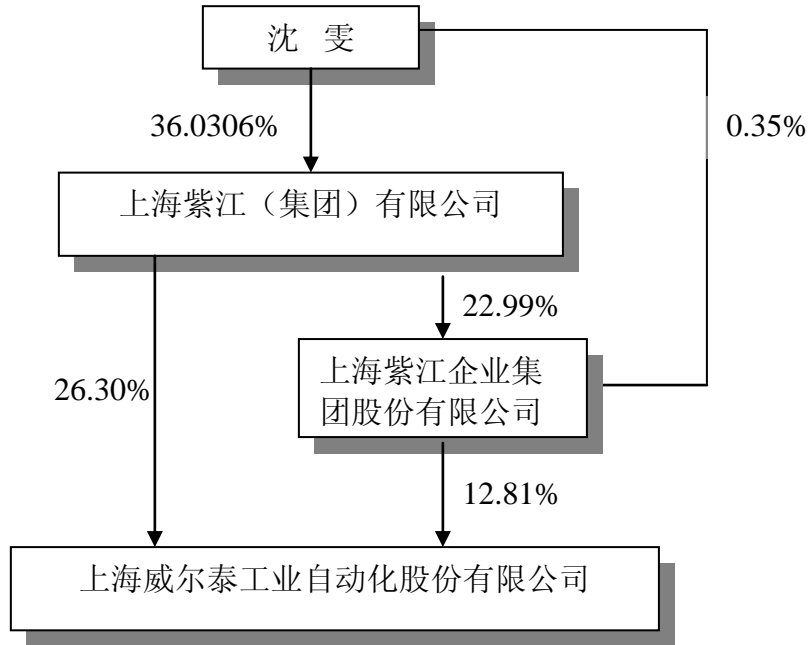 沈 雯
36.0306%
0.35%
上海紫江（集团）有限公司
22.99%
上海紫江企业集
团股份有限公司
26.30%
12.81%
上海威尔泰工业自动化股份有限公司